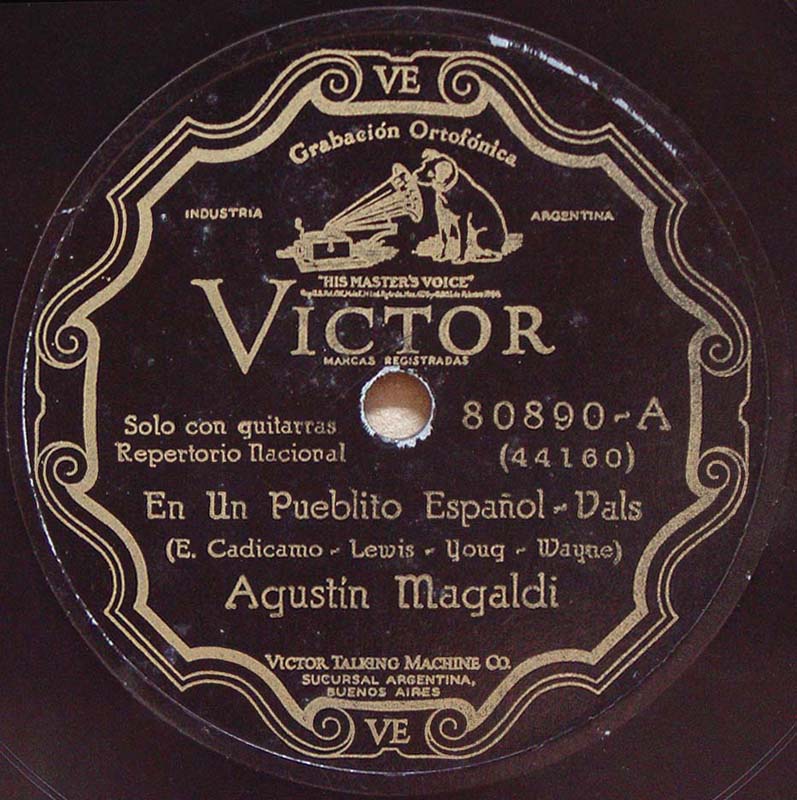 VE
Grabación Ortofónica
INDUSTRIA ARGENTINA
"HIS MASTER'S VOICE"
VICTOR
MARCAS REGISTRADAS
Solo con guitarras 80890-A
Repertorio Nacional (44160)
En Un Pueblito Español - Vals
(E. Cadicamo - Lewis - Youg - Wayne)
Agustín Magaldi
VICTOR TALKING MACHINE CO.
SUCURSAL ARGENTINA,
BUENOS AIRES
VE